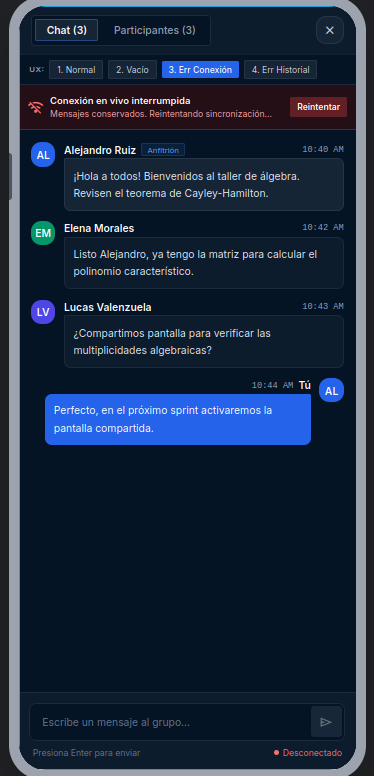 Chat (3) Participantes (3)
UX: 1. Normal 2. Vacío 3. Err Conexión 4. Err Historial
Conexión en vivo interrumpida
Mensajes conservados. Reintentando sincronización...
Reintentar
AL Alejandro Ruiz Anfitrión 10:40 AM
¡Hola a todos! Bienvenidos al taller de álgebra.
Revisen el teorema de Cayley-Hamilton.
EM Elena Morales 10:42 AM
Listo Alejandro, ya tengo la matriz para calcular el
polinomio característico.
LV Lucas Valenzuela 10:43 AM
¿Compartimos pantalla para verificar las
multiplicidades algebraicas?
10:44 AM Tú AL
Perfecto, en el próximo sprint activaremos la
pantalla compartida.
Escribe un mensaje al grupo...
Presiona Enter para enviar Desconectado